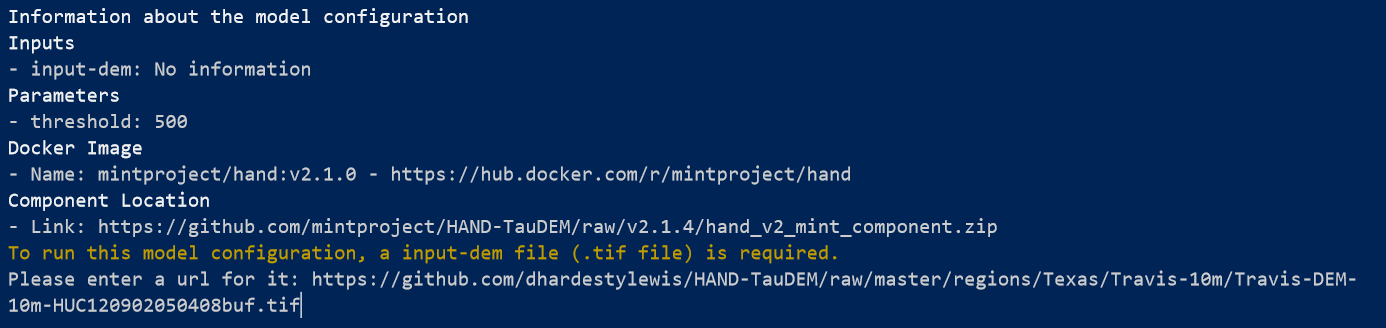 Information about the model configuration
Inputs
- input-dem: No information
Parameters
- threshold: 500
Docker Image
- Name: mintproject/hand:v2.1.0 - https://hub.docker.com/r/mintproject/hand
Component Location
- Link: https://github.com/mintproject/HAND-TauDEM/raw/v2.1.4/hand_v2_mint_component.zip
To run this model configuration, a input-dem file (.tif file) is required.
Please enter a url for it: https://github.com/dhardestylewis/HAND-TauDEM/raw/master/regions/Texas/Travis-10m/Travis-DEM-
10m-HUC120902050408buf.tif